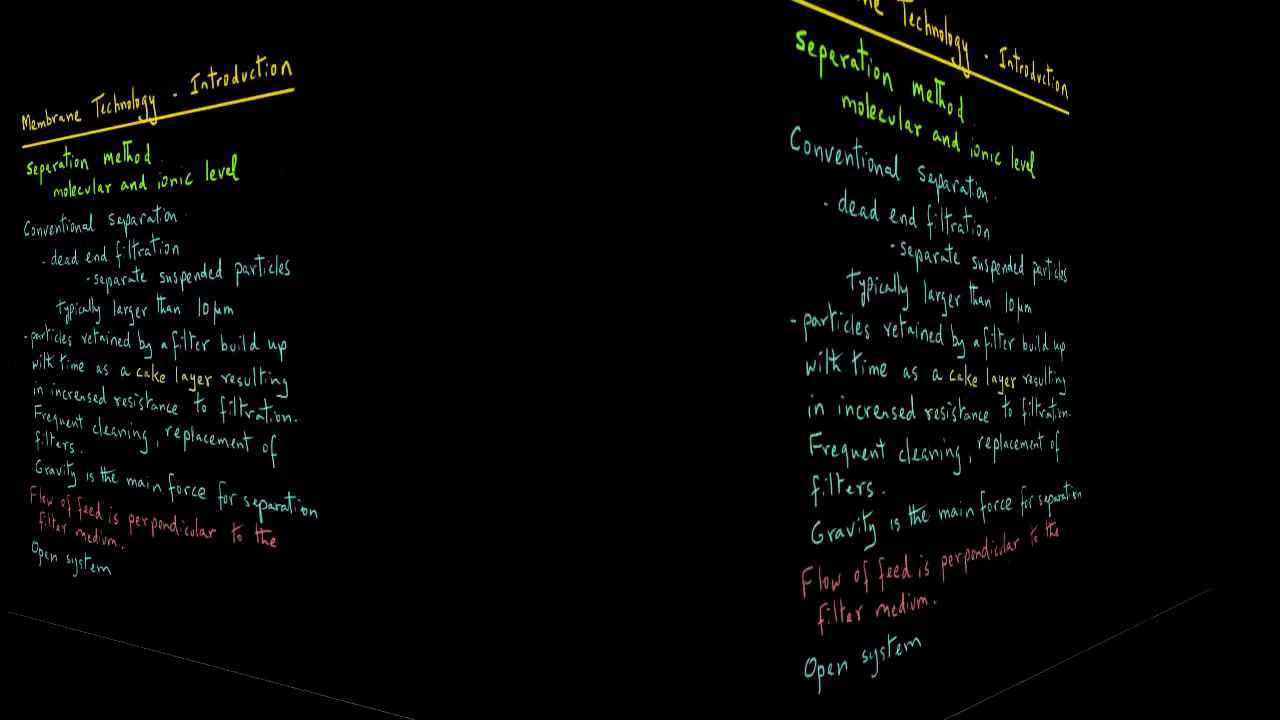 Membrane Technology - Introduction
Separation method
molecular and ionic level
Conventional separation.
- dead end filtration
- separate suspended particles
Typically larger than 10 µm
- particles retained by a filter build up
with time as a cake layer resulting
in increased resistance to filtration.
Frequent cleaning, replacement of
filters.
Gravity is the main force for separation
Flow of feed is perpendicular to the
filter medium.
Open system
ne Technology - Introduction
Separation method
molecular and ionic level
Conventional separation.
- dead end filtration
- separate suspended particles
Typically larger than 10 µm
- particles retained by a filter build up
with time as a cake layer resulting
in increased resistance to filtration.
Frequent cleaning, replacement of
filters.
Gravity is the main force for separation
Flow of feed is perpendicular to the
filter medium.
Open system